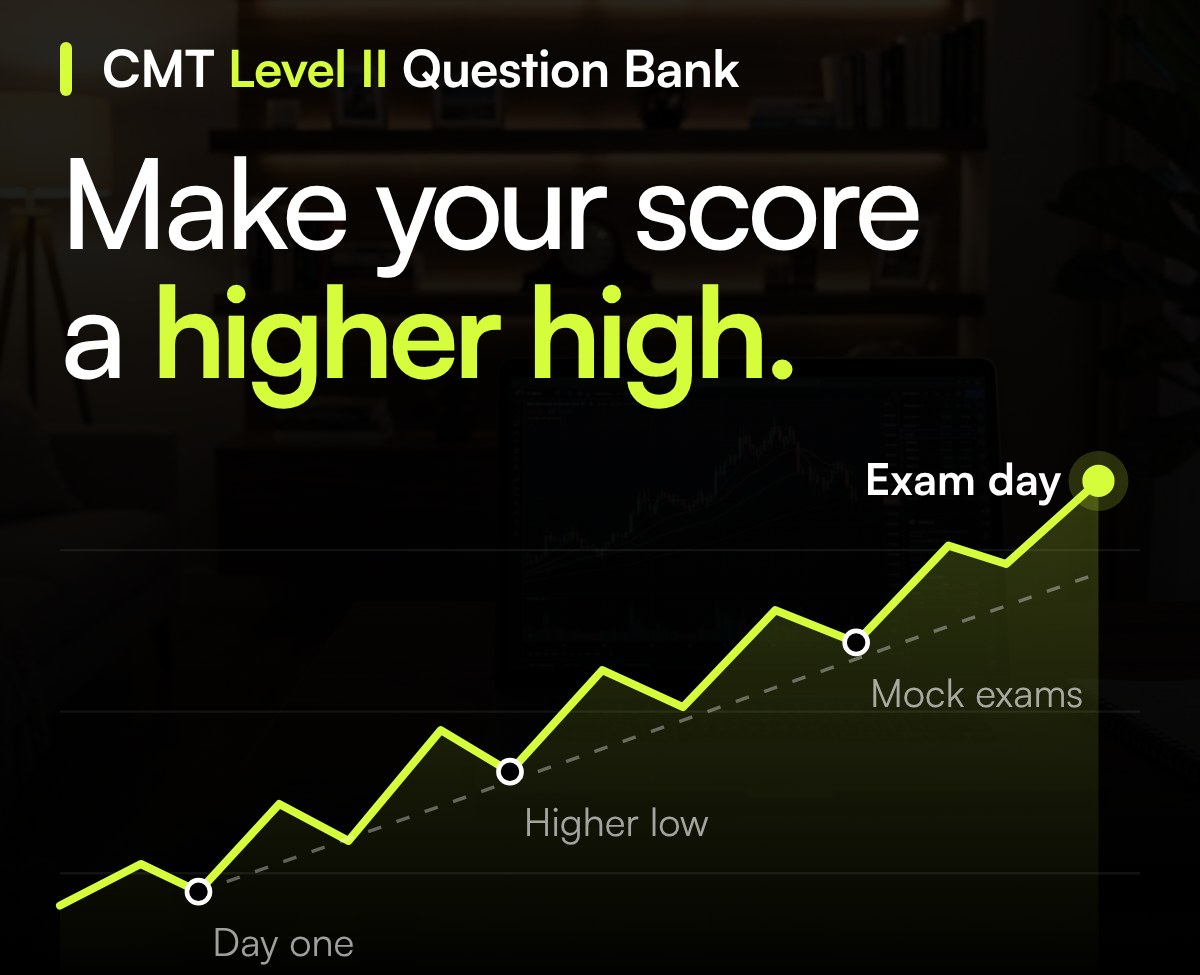 CMT Level II Question Bank
Make your score
a higher high.
Exam day
Mock exams
Higher low
Day one